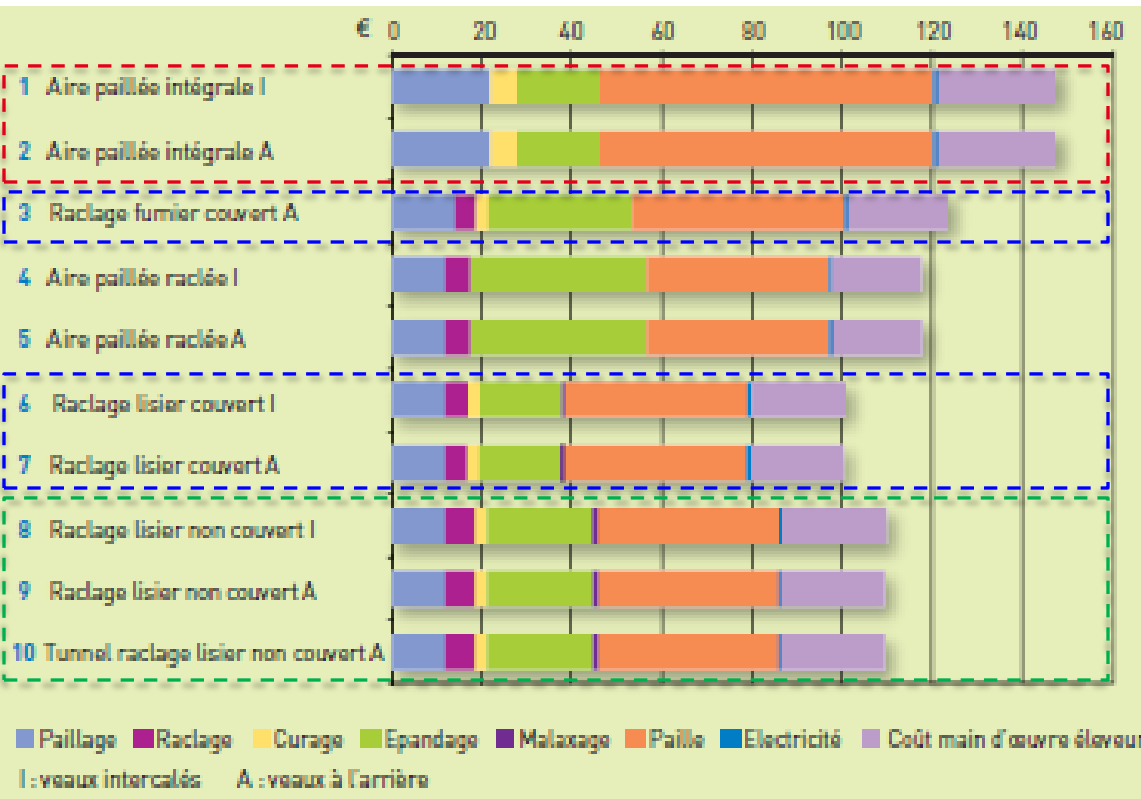 € 0 20 40 60 80 100 120 140 160
1 Aire paillée intégrale I
2 Aire paillée intégrale A
3 Raclage fumier couvert A
4 Aire paillée raclée I
5 Aire paillée raclée A
6 Raclage lisier couvert I
7 Raclage lisier couvert A
8 Raclage lisier non couvert I
9 Raclage lisier non couvert A
10 Tunnel raclage lisier non couvert A
Paillage Raclage Curage Epandage Malaxage Paille Electricité Coût main d'œuvre éleveur
I : veaux intercalés A : veaux à l'arrière